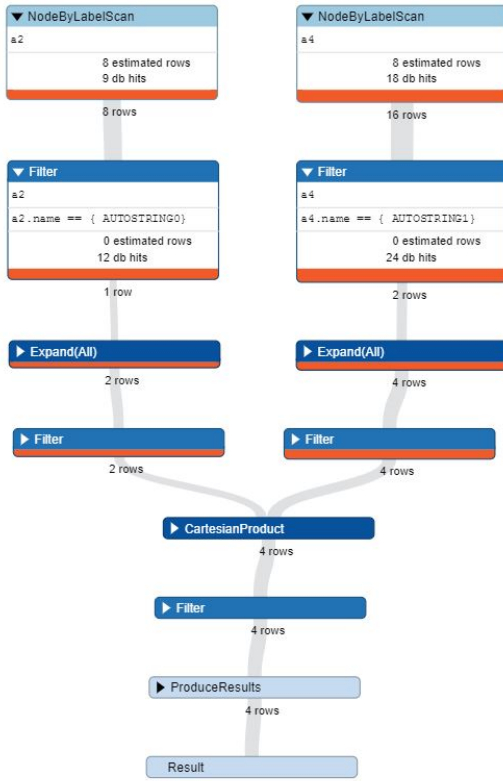 ▼ NodeByLabelScan
a2
8 estimated rows
9 db hits
8 rows
▼ Filter
a2
a2.name == { AUTOSTRING0}
0 estimated rows
12 db hits
1 row
▶ Expand(All)
2 rows
▶ Filter
2 rows
▼ NodeByLabelScan
a4
8 estimated rows
18 db hits
16 rows
▼ Filter
a4
a4.name == { AUTOSTRING1}
0 estimated rows
24 db hits
2 rows
▶ Expand(All)
4 rows
▶ Filter
4 rows
▶ CartesianProduct
4 rows
▶ Filter
4 rows
▶ ProduceResults
4 rows
Result